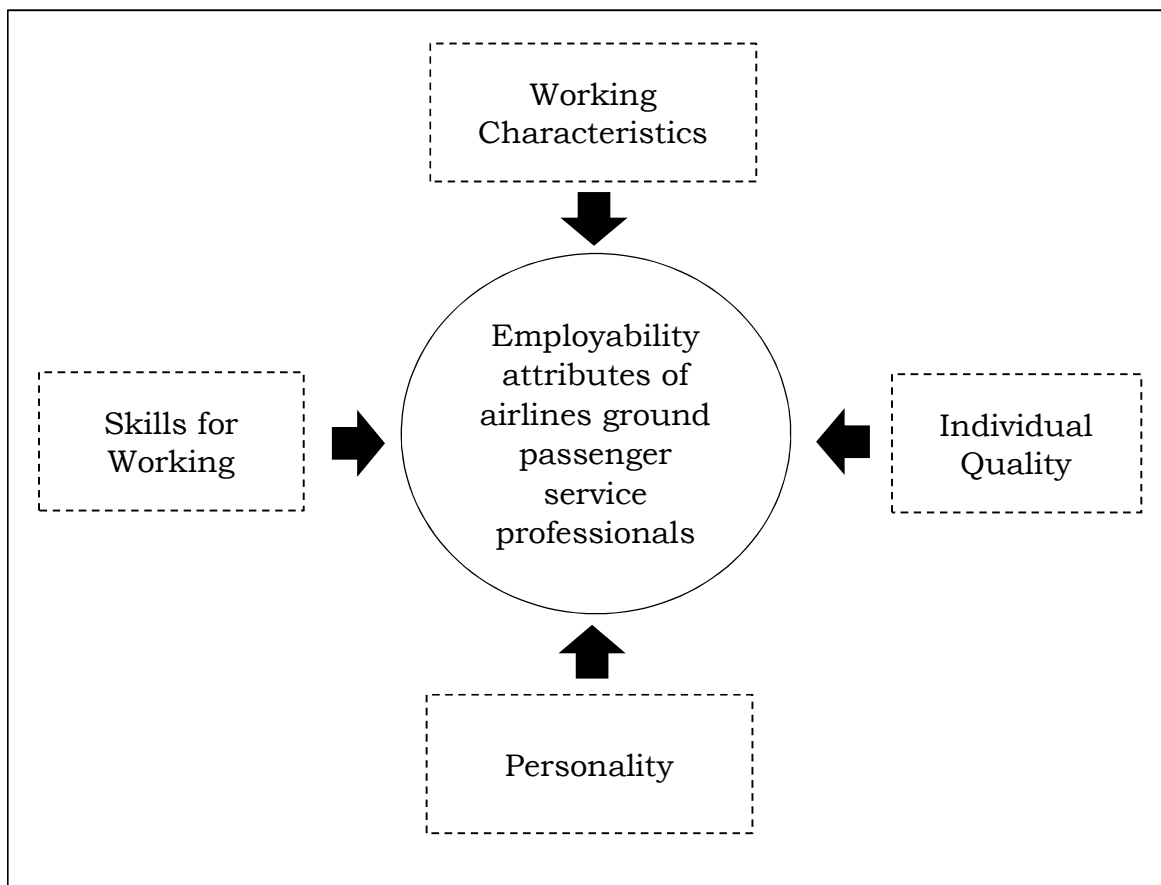 Working
Characteristics
Employability
attributes of
airlines ground
passenger
service
professionals
Skills for
Working
Individual
Quality
Personality